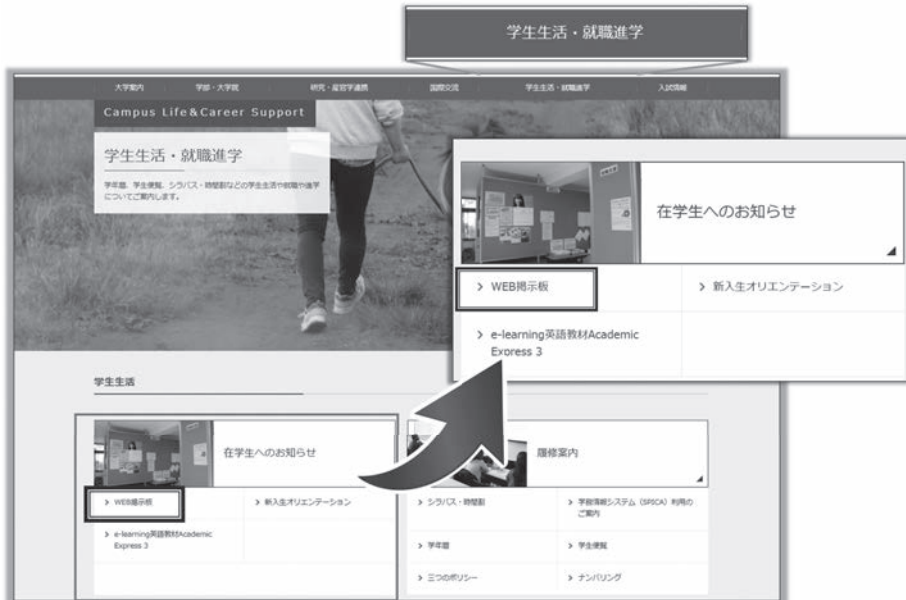 学生生活・就職進学
大学案内 学部・大学院 研究・産官学連携 国際交流 学生生活・就職進学 入試情報
Campus Life&Career Support
学生生活・就職進学
学年暦、学生便覧、シラバス・時間割などの学生生活や就職や進学
についてご案内します。
在学生へのお知らせ
> WEB掲示板 > 新入生オリエンテーション
> e-learning英語教材Academic
Express 3
学生生活
在学生へのお知らせ
> WEB掲示板 > 新入生オリエンテーション
> e-learning英語教材Academic
Express 3
履修案内
> シラバス・時間割 > 学務情報システム（SPICA）利用の
ご案内
> 学年暦 > 学生便覧
> 三つのポリシー > ナンバリング